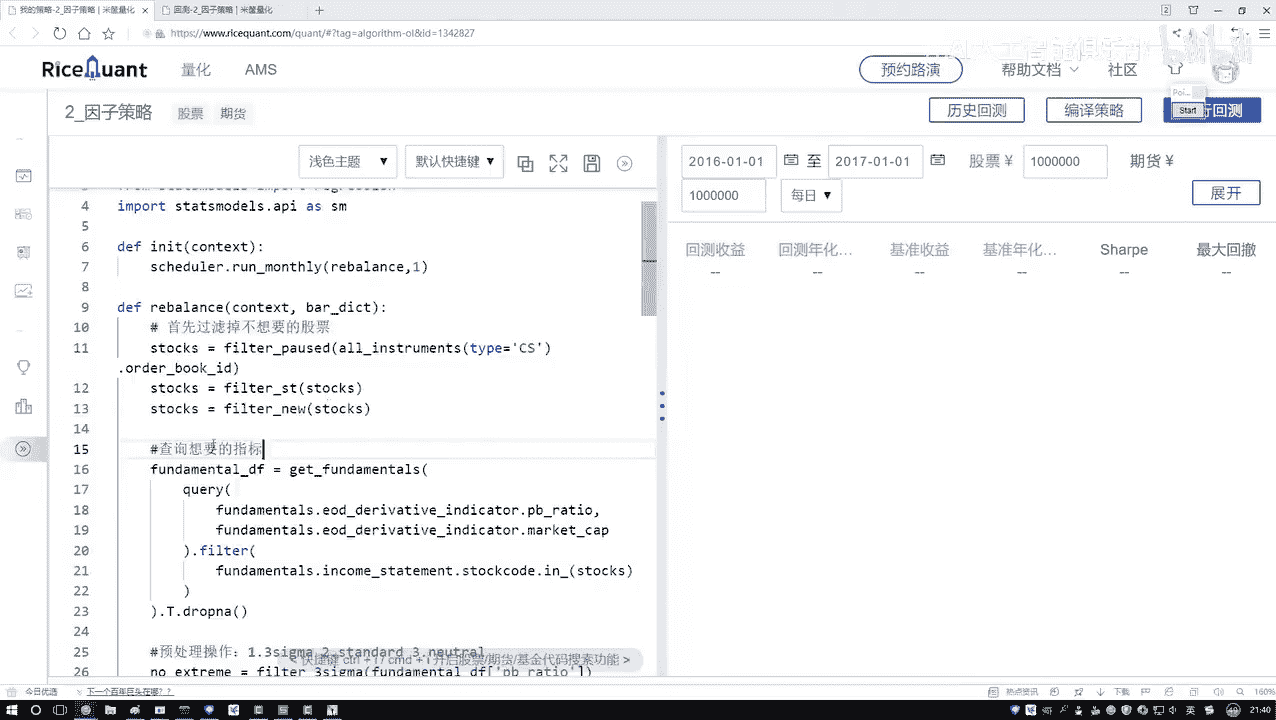 我的策略-2_因子策略 | 米筐量化
回测-2_因子策略 | 米筐量化
https://www.ricequant.com/quant/#?tag=algorithm-ol&id=1342827
RiceQuant 量化 AMS 预约路演 帮助文档 社区
2_因子策略 股票 期货 历史回测 编译策略 行回测
Poi...
Start
浅色主题 ▼ 默认快捷键 ▼
2016-01-01 至 2017-01-01 股票 ¥ 1000000 期货 ¥
1000000 每日 ▼ 展开
回测收益 回测年化... 基准收益 基准年化... Sharpe 最大回撤
-- -- -- -- -- --
4 import statsmodels.api as sm
5
6 def init(context):
7 scheduler.run_monthly(rebalance,1)
8
9 def rebalance(context, bar_dict):
10 # 首先过滤掉不想要的股票
11 stocks = filter_paused(all_instruments(type='CS')
.order_book_id)
12 stocks = filter_st(stocks)
13 stocks = filter_new(stocks)
14
15 #查询想要的指标
16 fundamental_df = get_fundamentals(
17 query(
18 fundamentals.eod_derivative_indicator.pb_ratio,
19 fundamentals.eod_derivative_indicator.market_cap
20 ).filter(
21 fundamentals.income_statement.stockcode.in_(stocks)
22 )
23 ).T.dropna()
24
25 #预处理操作：1.3sigma 2.standard 3.neutral
26 no_extreme = filter_3sigma(fundamental_df['pb_ratio'])
< 快捷键 ctrl + i / cmd + i 开启股票/期货/基金代码搜索功能 >
今日优选 下一个百年巨头在哪？？ 热点资讯 下载 160%
英 21:40